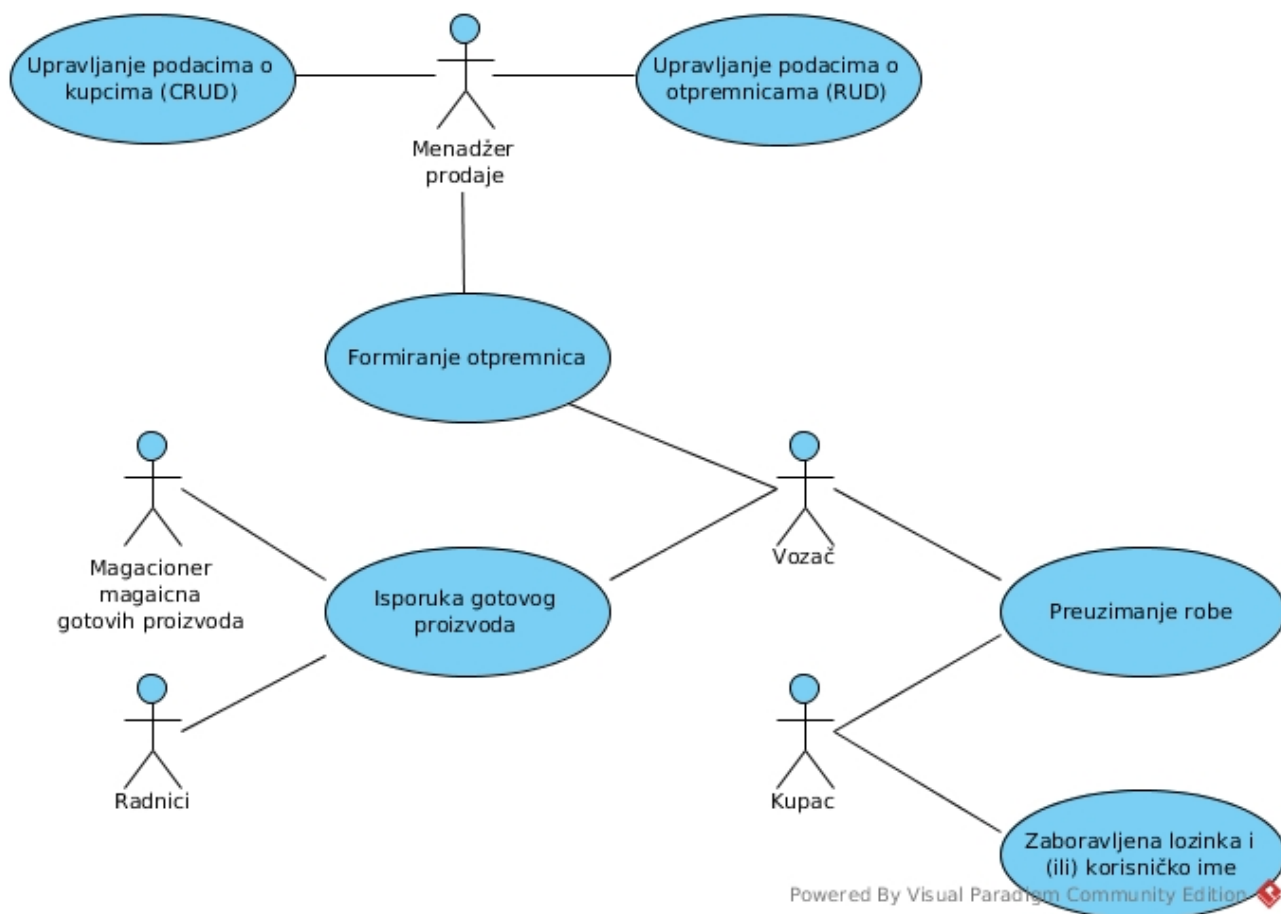 Upravljanje podacima o
kupcima (CRUD)
Menadžer
prodaje
Upravljanje podacima o
otpremnicama (RUD)
Formiranje otpremnica
Magacioner
magaicna
gotovih proizvoda
Isporuka gotovog
proizvoda
Vozač
Preuzimanje robe
Radnici
Kupac
Zaboravljena lozinka i
(ili) korisničko ime
Powered By Visual Paradigm Community Edition